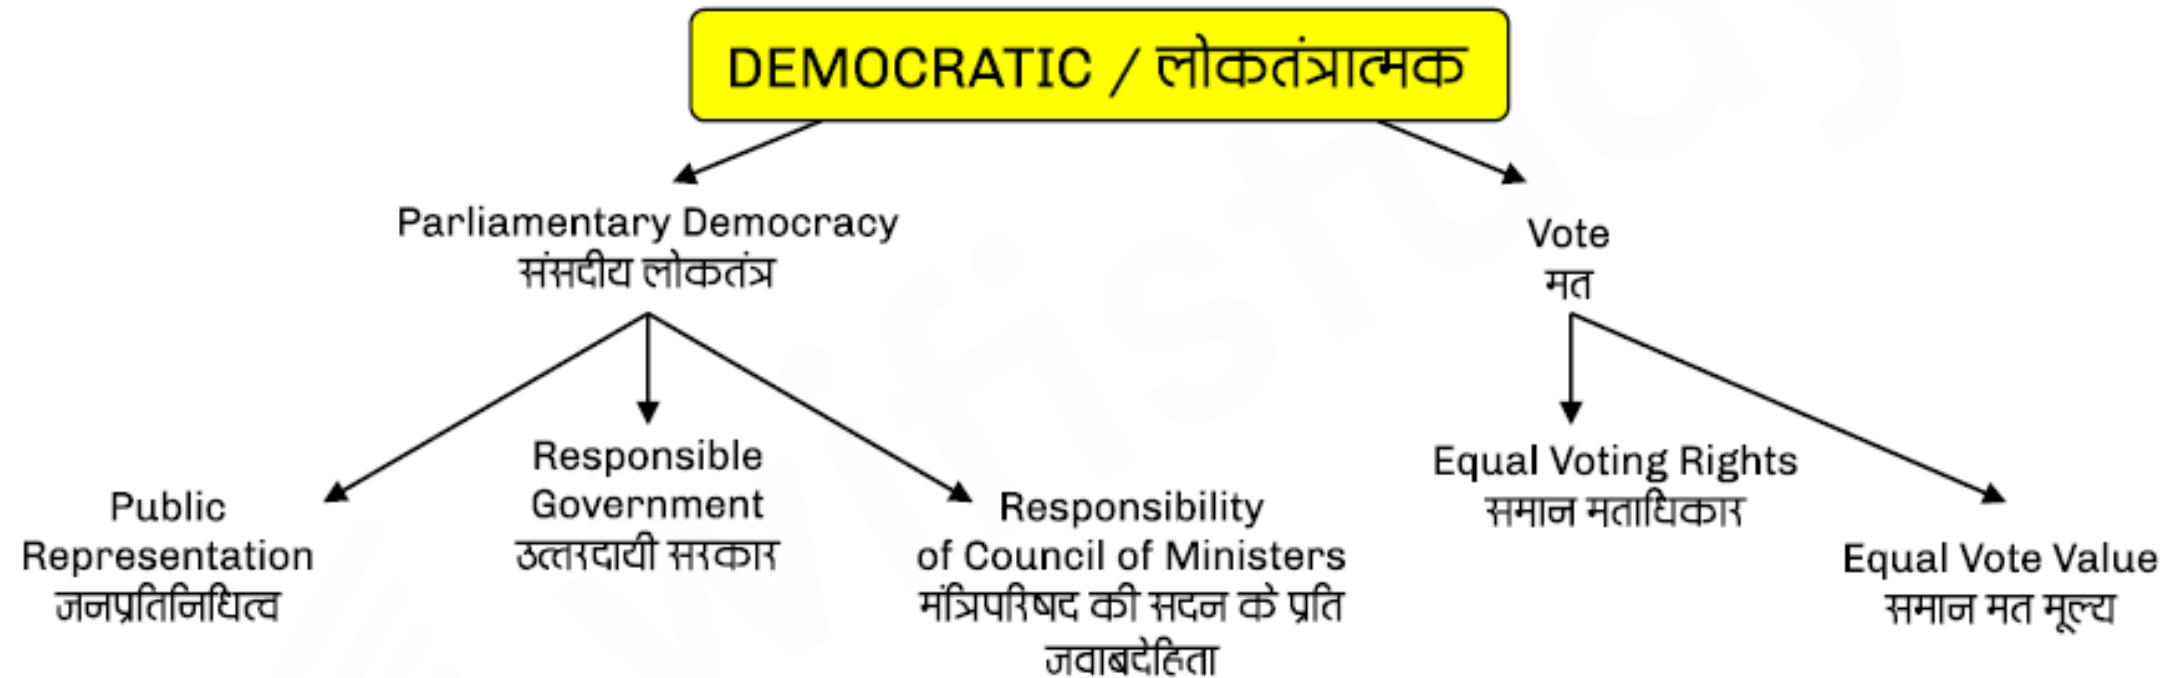 DEMOCRATIC / लोकतंत्रात्मक
Parliamentary Democracy
संसदीय लोकतंत्र
Vote
मत
Public
Representation
जनप्रतिनिधित्व
Responsible
Government
उत्तरदायी सरकार
Responsibility
of Council of Ministers
मंत्रिपरिषद की सदन के प्रति
जवाबदेहिता
Equal Voting Rights
समान मताधिकार
Equal Vote Value
समान मत मूल्य